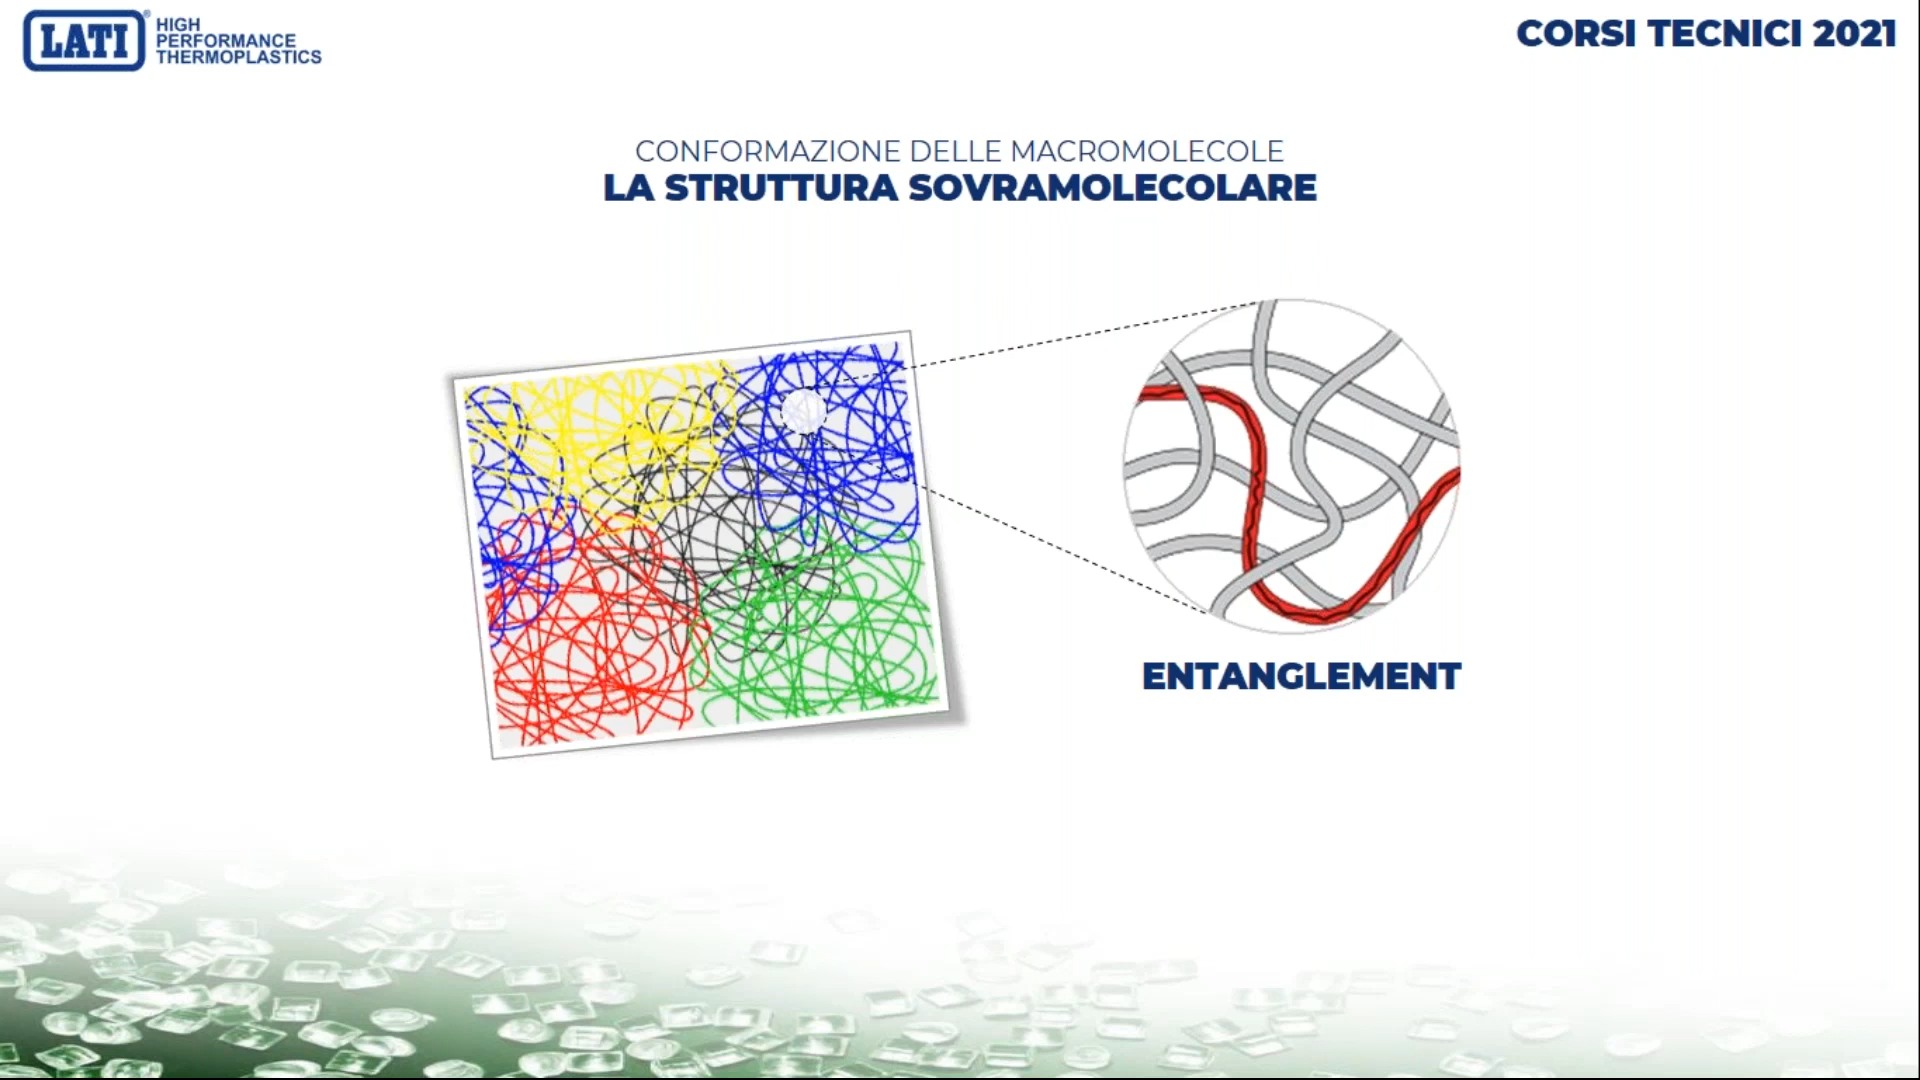 LATI®
HIGH
PERFORMANCE
THERMOPLASTICS
CORSI TECNICI 2021
CONFORMAZIONE DELLE MACROMOLECOLE
LA STRUTTURA SOVRAMOLECOLARE
ENTANGLEMENT